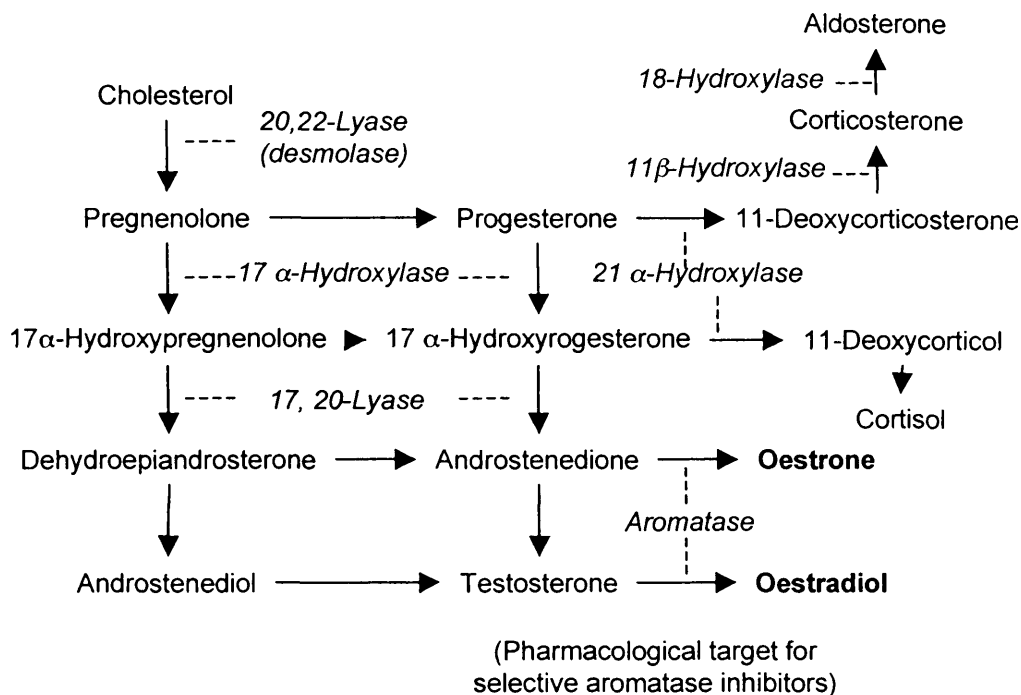 Aldosterone
18-Hydroxylase
Cholesterol
20,22-Lyase
(desmolase)
Corticosterone
11β-Hydroxylase
Pregnenolone
Progesterone
11-Deoxycorticosterone
17 α-Hydroxylase
21 α-Hydroxylase
17α-Hydroxypregnenolone
17 α-Hydroxyrogesterone
11-Deoxycorticol
17, 20-Lyase
Cortisol
Dehydroepiandrosterone
Androstenedione
Oestrone
Aromatase
Androstenediol
Testosterone
Oestradiol
(Pharmacological target for
selective aromatase inhibitors)